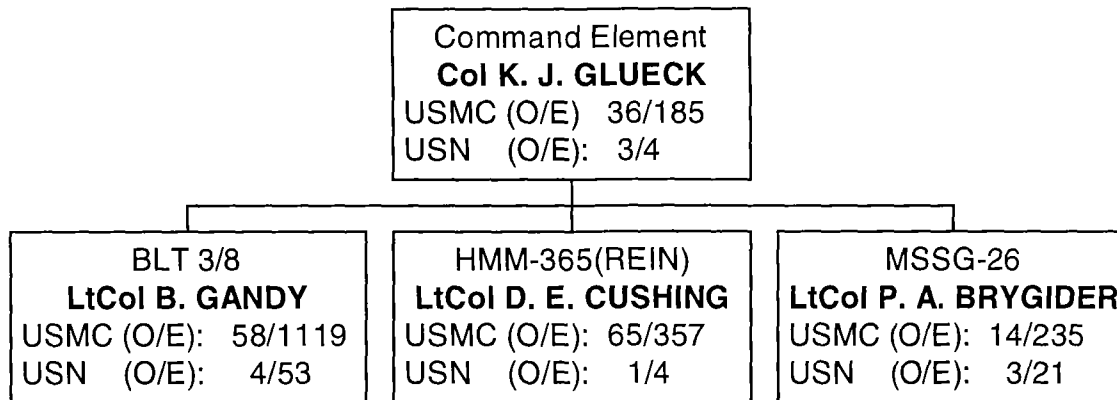 Command Element
Col K. J. GLUECK
USMC (O/E) 36/185
USN (O/E): 3/4
BLT 3/8
LtCol B. GANDY
USMC (O/E): 58/1119
USN (O/E): 4/53
HMM-365(REIN)
LtCol D. E. CUSHING
USMC (O/E): 65/357
USN (O/E): 1/4
MSSG-26
LtCol P. A. BRYGIDER
USMC (O/E): 14/235
USN (O/E): 3/21